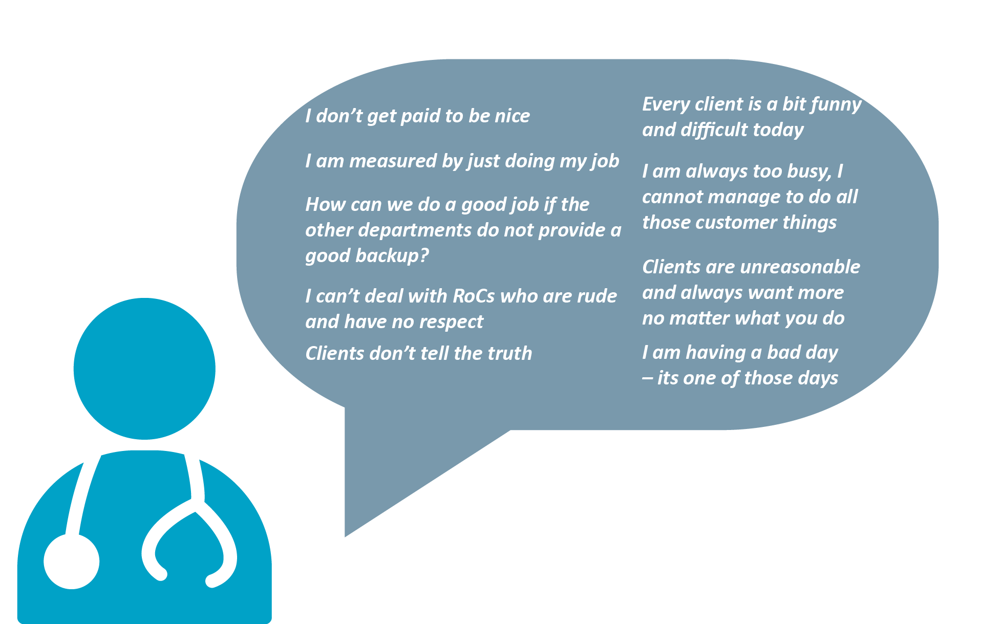 I don’t get paid to be nice
I am measured by just doing my job
How can we do a good job if the
other departments do not provide a
good backup?
I can’t deal with RoCs who are rude
and have no respect
Clients don’t tell the truth
Every client is a bit funny
and difficult today
I am always too busy, I
cannot manage to do all
those customer things
Clients are unreasonable
and always want more
no matter what you do
I am having a bad day
– its one of those days